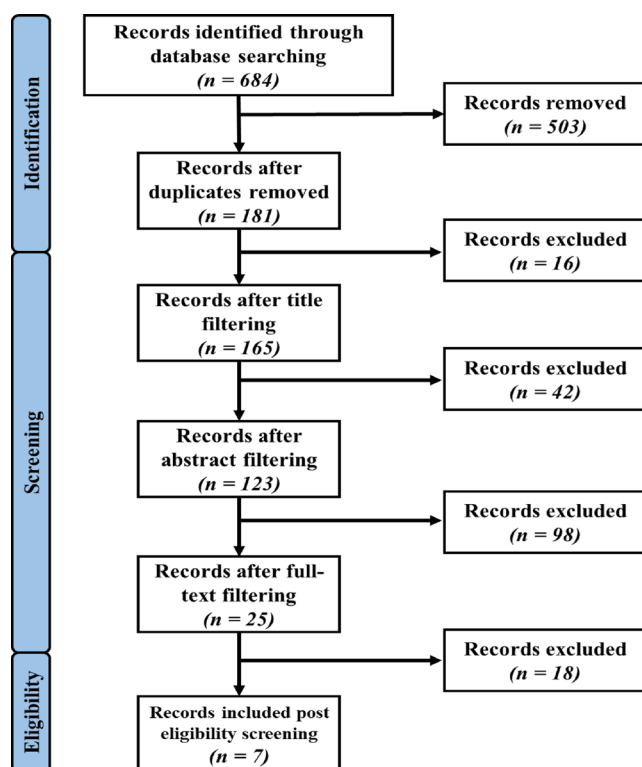 Identification
Records identified through
database searching
(n = 684)
Records removed
(n = 503)
Records after
duplicates removed
(n = 181)
Records excluded
(n = 16)
Screening
Records after title
filtering
(n = 165)
Records excluded
(n = 42)
Records after
abstract filtering
(n = 123)
Records excluded
(n = 98)
Records after full-
text filtering
(n = 25)
Records excluded
(n = 18)
Eligibility
Records included post
eligibility screening
(n = 7)